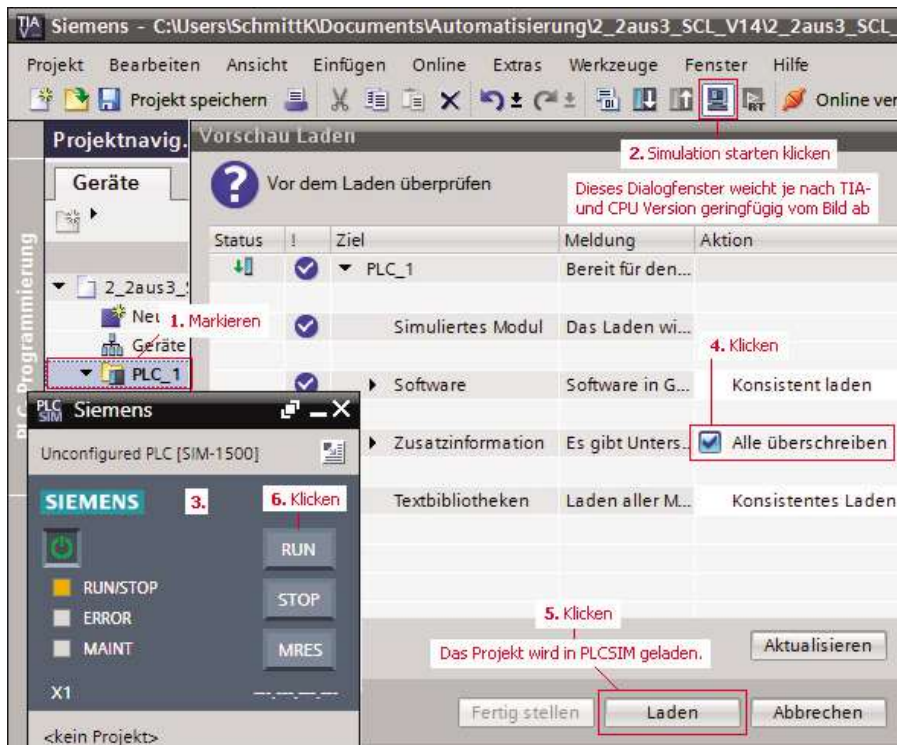 Siemens - C:\Users\SchmittK\Documents\Automatisierung\2_2aus3_SCL_V14\2_2aus3_SCL_
Projekt Bearbeiten Ansicht Einfügen Online Extras Werkzeuge Fenster Hilfe
Projekt speichern Online ver
Projektnavig.
Vorschau Laden
2. Simulation starten klicken
Geräte
Vor dem Laden überprüfen
Dieses Dialogfenster weicht je nach TIA-
und CPU Version geringfügig vom Bild ab
PLC Programmierung
Status ! Ziel Meldung Aktion
PLC_1 Bereit für den...
2_2aus3_
Neu
1. Markieren
Simuliertes Modul Das Laden wi...
Geräte
4. Klicken
PLC_1
Software Software in G... Konsistent laden
PLC SIM Siemens
Unconfigured PLC [SIM-1500]
Zusatzinformation Es gibt Unters.. Alle überschreiben
SIEMENS
3.
6. Klicken
Textbibliotheken Laden aller M... Konsistentes Laden
RUN
RUN/STOP
STOP
ERROR
5. Klicken
MAINT
MRES
Das Projekt wird in PLCSIM geladen.
Aktualisieren
X1 ---.---.---.---
Fertig stellen Laden Abbrechen
<kein Projekt>